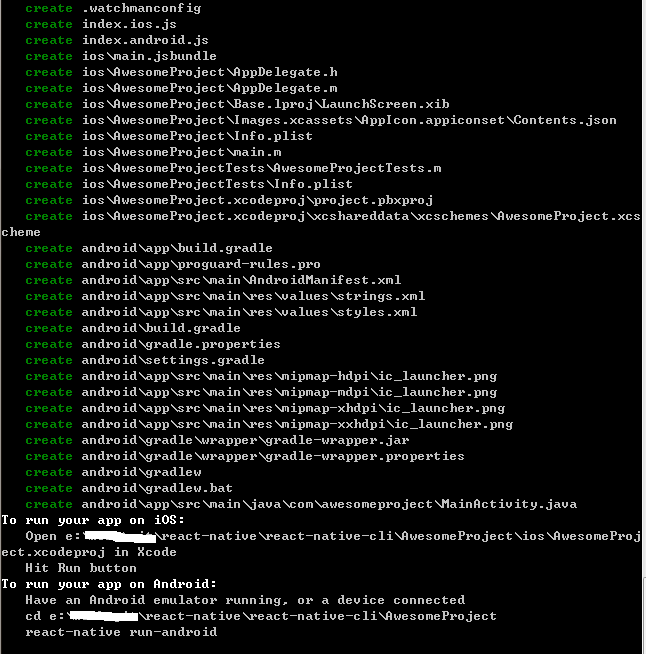 create .watchmanconfig
create index.ios.js
create index.android.js
create ios\main.jsbundle
create ios\AwesomeProject\AppDelegate.h
create ios\AwesomeProject\AppDelegate.m
create ios\AwesomeProject\Base.lproj\LaunchScreen.xib
create ios\AwesomeProject\Images.xcassets\AppIcon.appiconset\Contents.json
create ios\AwesomeProject\Info.plist
create ios\AwesomeProject\main.m
create ios\AwesomeProjectTests\AwesomeProjectTests.m
create ios\AwesomeProjectTests\Info.plist
create ios\AwesomeProject.xcodeproj\project.pbxproj
create ios\AwesomeProject.xcodeproj\xcshareddata\xcschemes\AwesomeProject.xcs
cheme
create android\app\build.gradle
create android\app\proguard-rules.pro
create android\app\src\main\AndroidManifest.xml
create android\app\src\main\res\values\strings.xml
create android\app\src\main\res\values\styles.xml
create android\build.gradle
create android\gradle.properties
create android\settings.gradle
create android\app\src\main\res\mipmap-hdpi\ic_launcher.png
create android\app\src\main\res\mipmap-mdpi\ic_launcher.png
create android\app\src\main\res\mipmap-xhdpi\ic_launcher.png
create android\app\src\main\res\mipmap-xxhdpi\ic_launcher.png
create android\gradle\wrapper\gradle-wrapper.jar
create android\gradle\wrapper\gradle-wrapper.properties
create android\gradlew
create android\gradlew.bat
create android\app\src\main\java\com\awesomeproject\MainActivity.java
To run your app on iOS:
Open e:\ \react-native\react-native-cli\AwesomeProject\ios\AwesomeProj
ect.xcodeproj in Xcode
Hit Run button
To run your app on Android:
Have an Android emulator running, or a device connected
cd e:\ \react-native\react-native-cli\AwesomeProject
react-native run-android